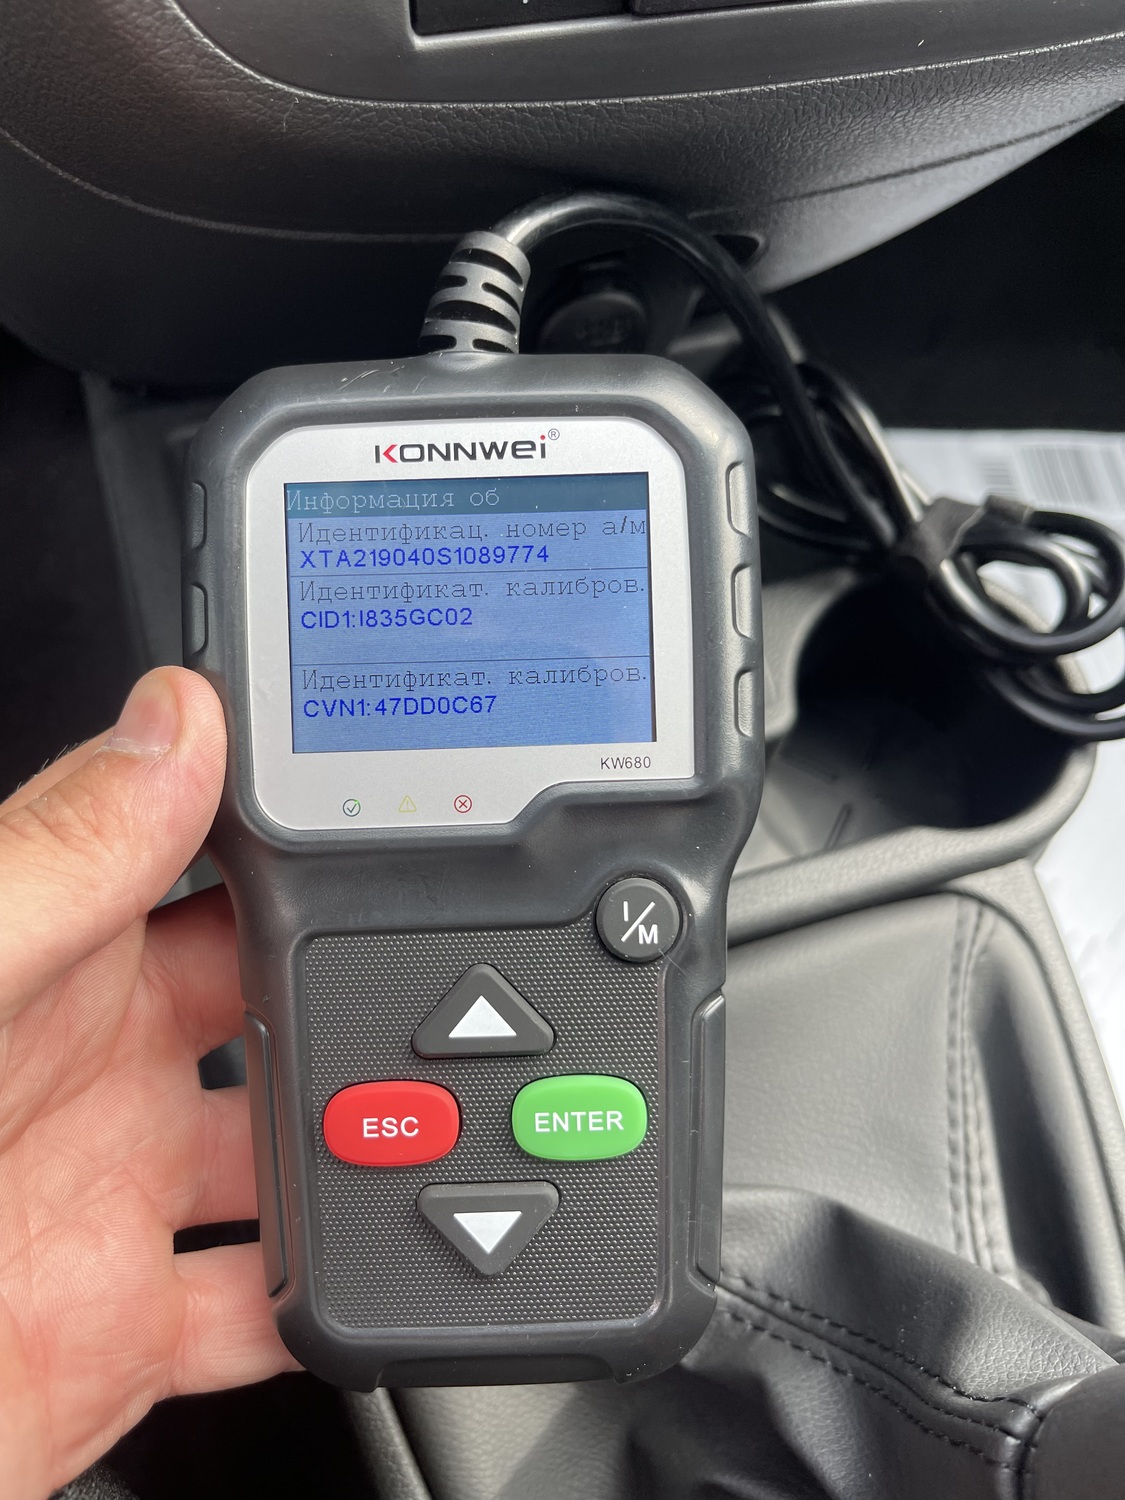 KONNWEI®
Информация об
Идентификац. номер а/м
XTA219040S1089774
Идентификат. калибров.
CID1:I835GC02
Идентификат. калибров.
CVN1:47DD0C67
KW680
I/M
ESC
ENTER